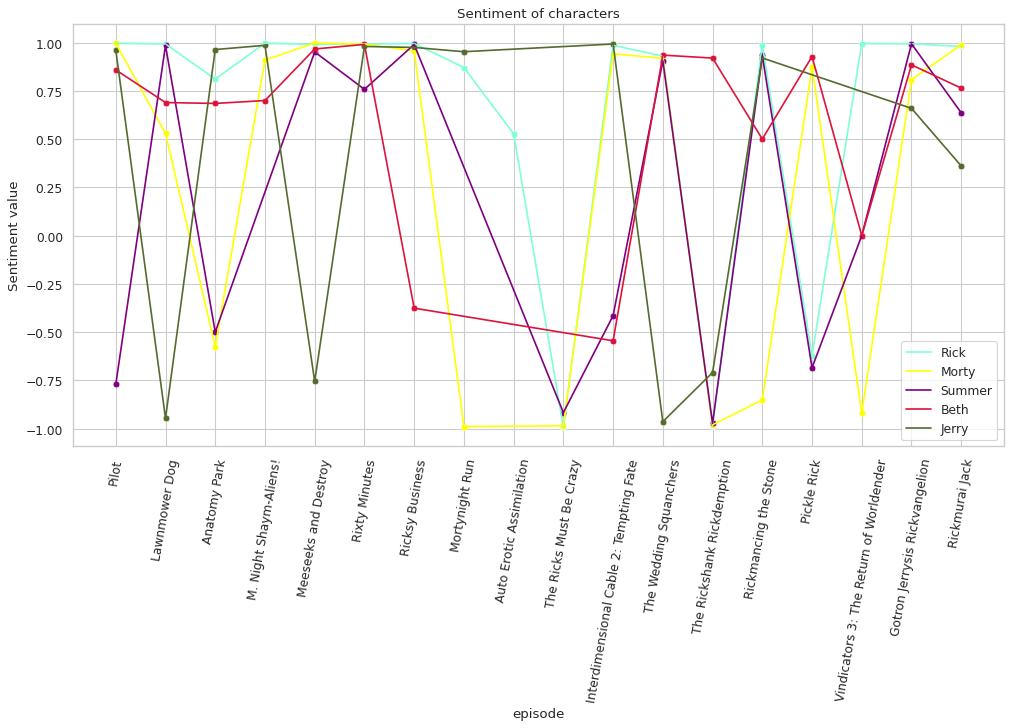 Sentiment of characters
Sentiment value
1.00
0.75
0.50
0.25
0.00
−0.25
−0.50
−0.75
−1.00
Rick
Morty
Summer
Beth
Jerry
Pilot
Lawnmower Dog
Anatomy Park
M. Night Shaym-Aliens!
Meeseeks and Destroy
Rixty Minutes
Ricksy Business
Mortynight Run
Auto Erotic Assimilation
The Ricks Must Be Crazy
Interdimensional Cable 2: Tempting Fate
The Wedding Squanchers
The Rickshank Rickdemption
Rickmancing the Stone
Pickle Rick
Vindicators 3: The Return of Worldender
Gotron Jerrysis Rickvangelion
Rickmurai Jack
episode